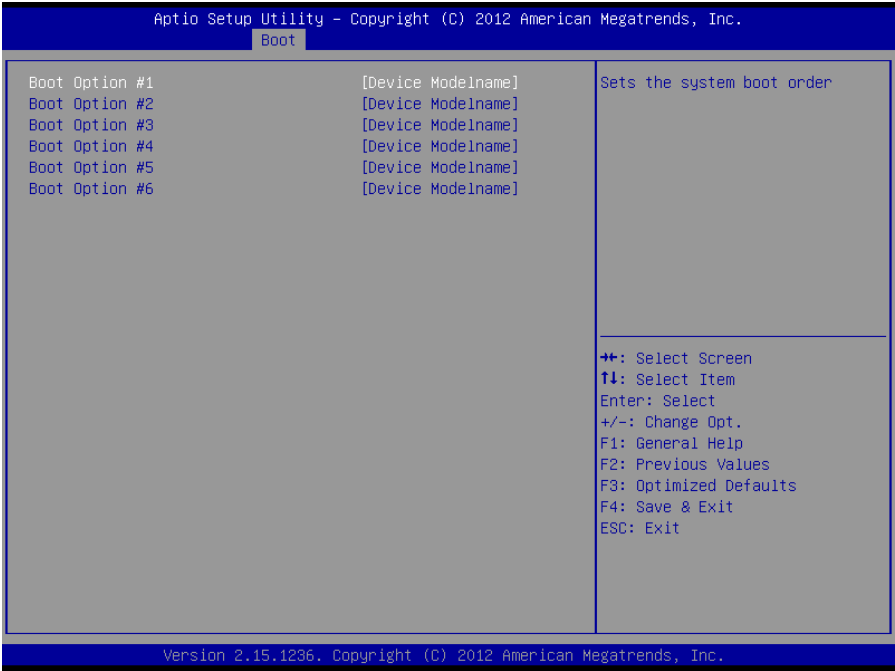 Aptio Setup Utility – Copyright (C) 2012 American Megatrends, Inc.
Boot
Boot Option #1 [Device Modelname]
Boot Option #2 [Device Modelname]
Boot Option #3 [Device Modelname]
Boot Option #4 [Device Modelname]
Boot Option #5 [Device Modelname]
Boot Option #6 [Device Modelname]
Sets the system boot order
→←: Select Screen
↑↓: Select Item
Enter: Select
+/-: Change Opt.
F1: General Help
F2: Previous Values
F3: Optimized Defaults
F4: Save & Exit
ESC: Exit
Version 2.15.1236. Copyright (C) 2012 American Megatrends, Inc.